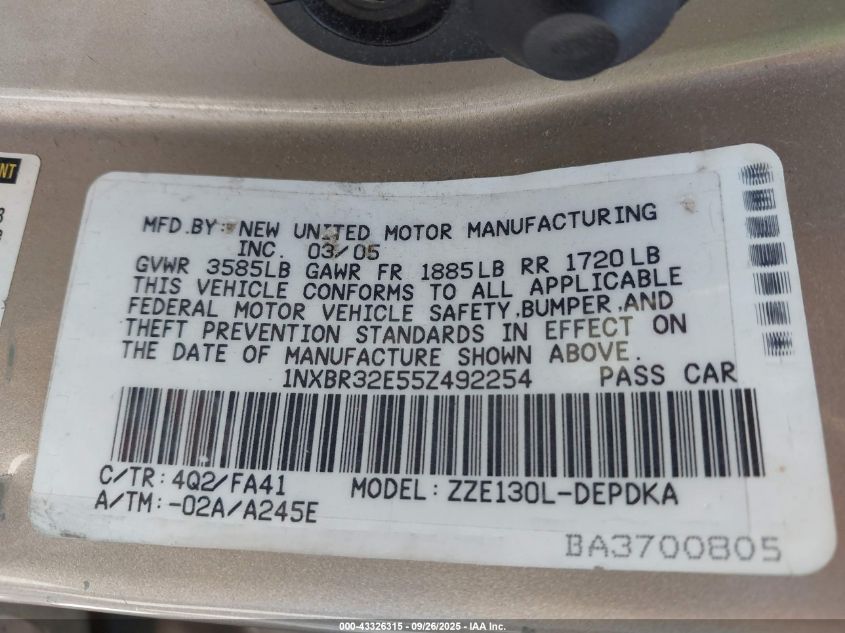 NT
MFD.BY: NEW UNITED MOTOR MANUFACTURING
INC. 03/05
GVWR 3585LB GAWR FR 1885LB RR 1720LB
THIS VEHICLE CONFORMS TO ALL APPLICABLE
FEDERAL MOTOR VEHICLE SAFETY,BUMPER,AND
THEFT PREVENTION STANDARDS IN EFFECT ON
THE DATE OF MANUFACTURE SHOWN ABOVE.
1NXBR32E55Z492254 PASS CAR
C/TR: 4Q2/FA41 MODEL: ZZE130L-DEPDKA
A/TM:-02A/A245E
BA3700805
000-43326315 - 09/26/2025 - IAA Inc.